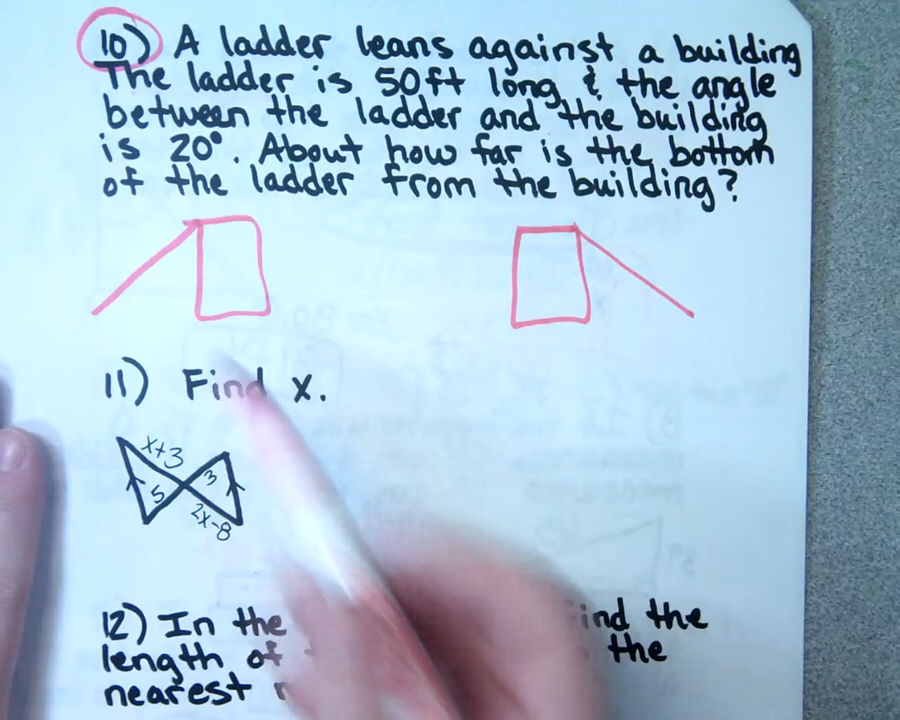 10) A ladder leans against a building
The ladder is 50ft long & the angle
between the ladder and the building
is 20°. About how far is the bottom
of the ladder from the building?
11) Find x.
x+3
5
3
2x-8
12) In the
the
length of
the
nearest